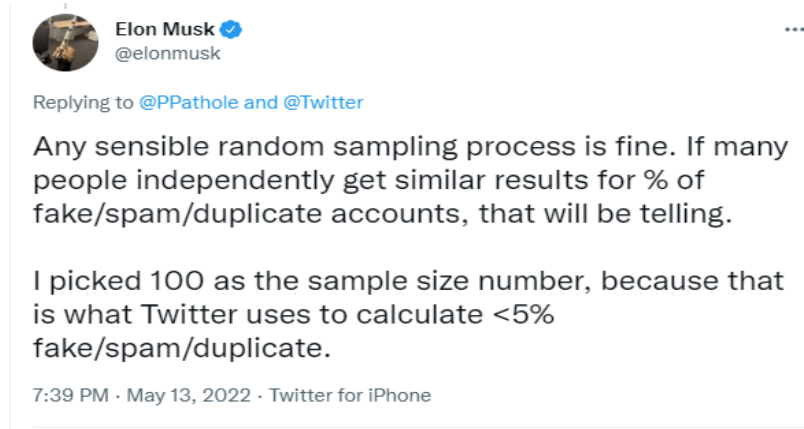 Elon Musk
@elonmusk
Replying to @PPathole and @Twitter
Any sensible random sampling process is fine. If many
people independently get similar results for % of
fake/spam/duplicate accounts, that will be telling.
I picked 100 as the sample size number, because that
is what Twitter uses to calculate <5%
fake/spam/duplicate.
7:39 PM · May 13, 2022 · Twitter for iPhone